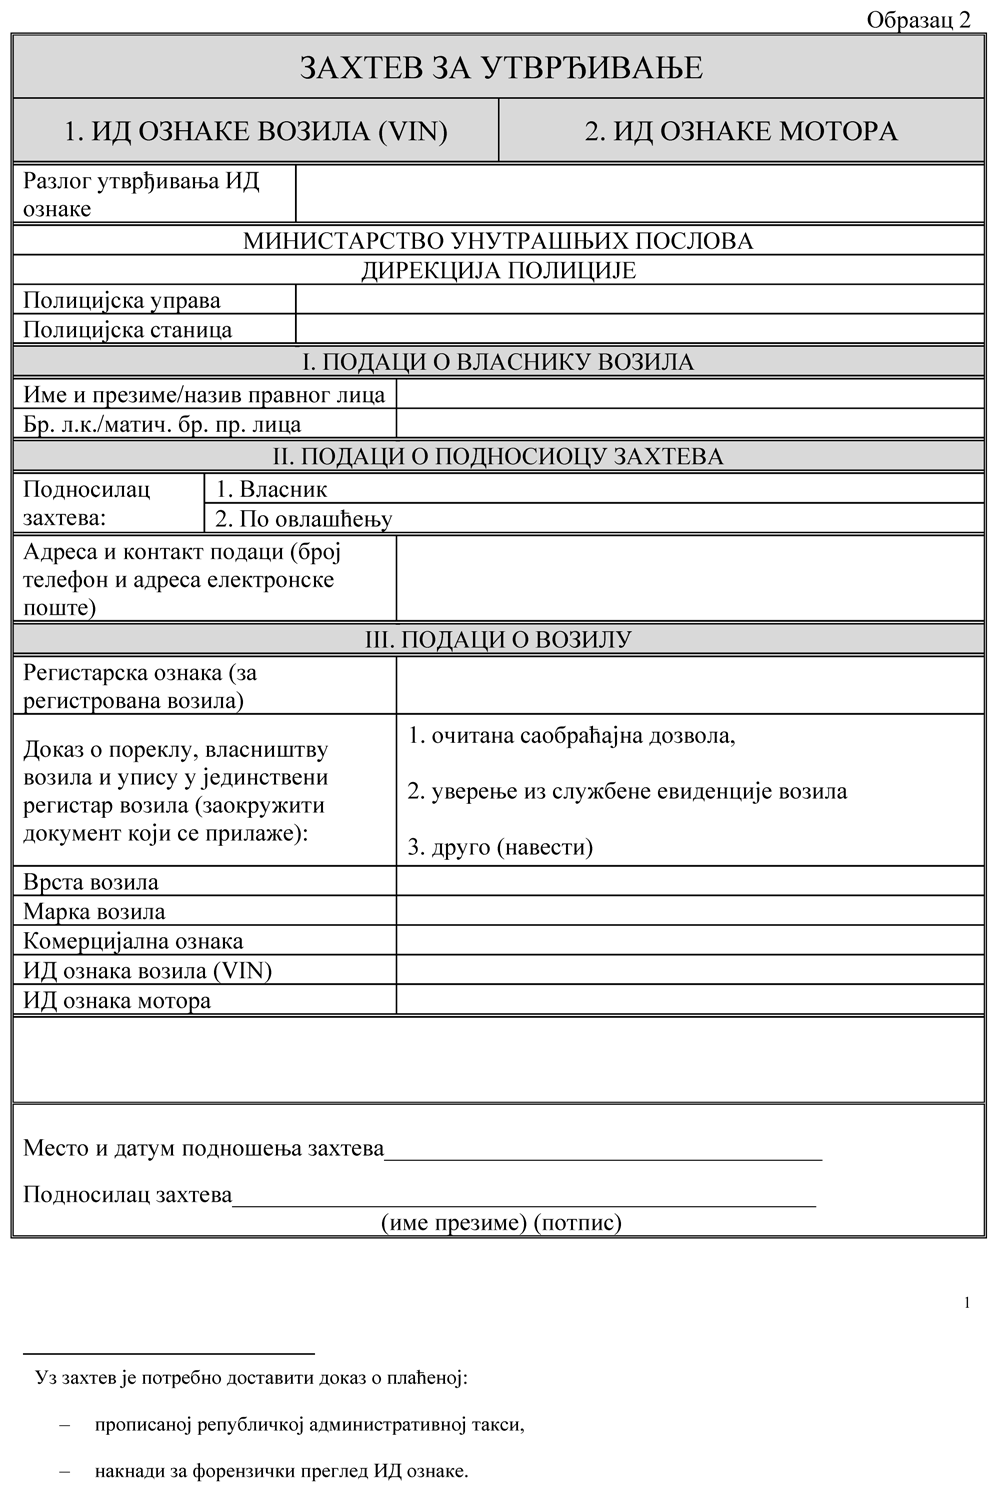 Образац 2
ЗАХТЕВ ЗА УТВРЂИВАЊЕ
1. ИД ОЗНАКЕ ВОЗИЛА (VIN)
2. ИД ОЗНАКЕ МОТОРА
Разлог утврђивања ИД
ознаке
МИНИСТАРСТВО УНУТРАШЊИХ ПОСЛОВА
ДИРЕКЦИЈА ПОЛИЦИЈЕ
Полицијска управа
Полицијска станица
I. ПОДАЦИ О ВЛАСНИКУ ВОЗИЛА
Име и презиме/назив правног лица
Бр. л.к./матич. бр. пр. лица
II. ПОДАЦИ О ПОДНОСИОЦУ ЗАХТЕВА
Подносилац
захтева:
1. Власник
2. По овлашћењу
Адреса и контакт подаци (број
телефон и адреса електронске
поште)
III. ПОДАЦИ О ВОЗИЛУ
Регистарска ознака (за
регистрована возила)
Доказ о пореклу, власништву
возила и упису у јединствени
регистар возила (заокружити
документ који се прилаже):
1. очитана саобраћајна дозвола,
2. уверење из службене евиденције возила
3. друго (навести)
Врста возила
Марка возила
Комерцијална ознака
ИД ознака возила (VIN)
ИД ознака мотора
Место и датум подношења захтева
Подносилац захтева
(име презиме) (потпис)
1
Уз захтев је потребно доставити доказ о плаћеној:
– прописаној републичкој административној такси,
– накнади за форензички преглед ИД ознаке.